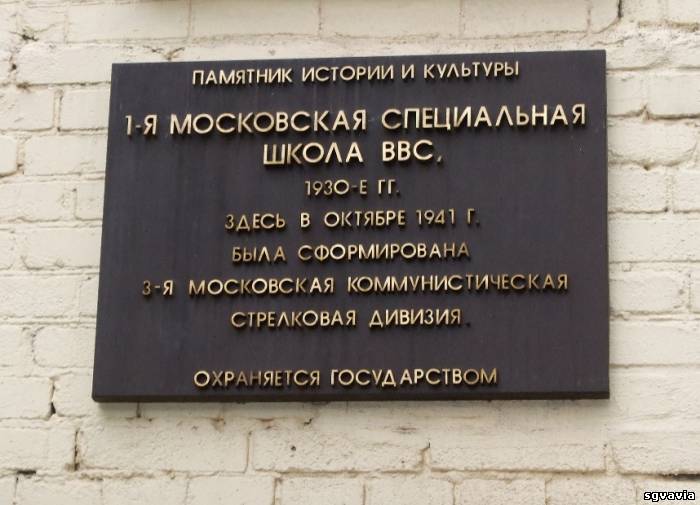 ПАМЯТНИК ИСТОРИИ И КУЛЬТУРЫ
1-Я МОСКОВСКАЯ СПЕЦИАЛЬНАЯ
ШКОЛА ВВС,
1930-Е ГГ.
ЗДЕСЬ В ОКТЯБРЕ 1941 Г.
БЫЛА СФОРМИРОВАНА
3-Я МОСКОВСКАЯ КОММУНИСТИЧЕСКАЯ
СТРЕЛКОВАЯ ДИВИЗИЯ.
ОХРАНЯЕТСЯ ГОСУДАРСТВОМ
sgvavia